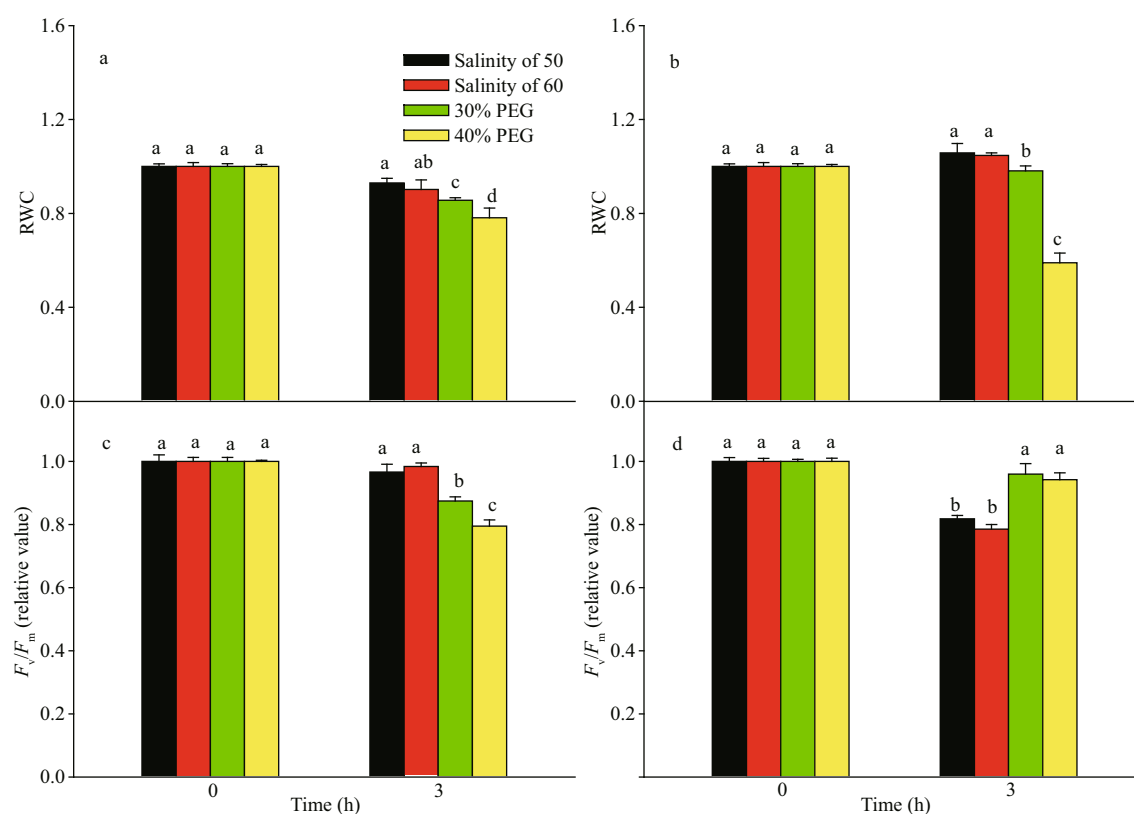 1.6
a
Salinity of 50
Salinity of 60
30% PEG
40% PEG
1.2
a a a a
a ab c d
RWC
0.8
0.4
0.0
1.6
b
1.2
a a a a
a a b c
RWC
0.8
0.4
0.0
c
a a a a
a a b c
1.0
0.8
0.6
0.4
0.2
0.0
Fv/Fm (relative value)
0 3
Time (h)
d
a a a a
b b a a
1.0
0.8
0.6
0.4
0.2
0.0
Fv/Fm (relative value)
0 3
Time (h)